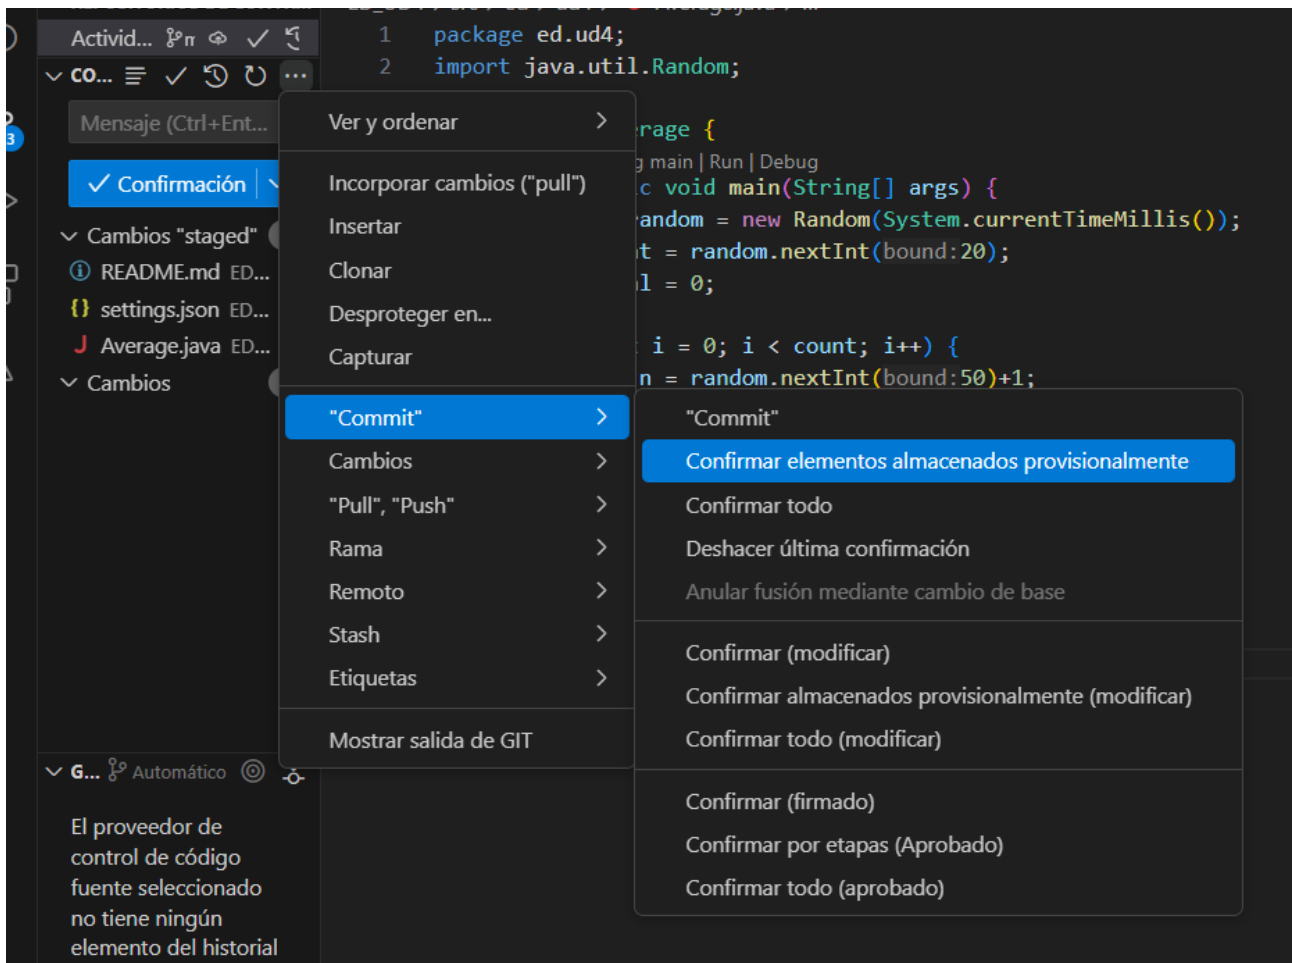 Activid...
1 package ed.ud4;
CO...
2 import java.util.Random;
Mensaje (Ctrl+Ent...
Confirmación
Cambios "staged"
README.md ED...
{} settings.json ED...
J Average.java ED...
Cambios
3
Ver y ordenar
Incorporar cambios ("pull")
Insertar
Clonar
Desproteger en...
Capturar
"Commit"
Cambios
"Pull", "Push"
Rama
Remoto
Stash
Etiquetas
Mostrar salida de GIT
rage {
main | Run | Debug
c void main(String[] args) {
andom = new Random(System.currentTimeMillis());
t = random.nextInt(bound:20);
l = 0;
i = 0; i < count; i++) {
n = random.nextInt(bound:50)+1;
"Commit"
Confirmar elementos almacenados provisionalmente
Confirmar todo
Deshacer última confirmación
Anular fusión mediante cambio de base
Confirmar (modificar)
Confirmar almacenados provisionalmente (modificar)
Confirmar todo (modificar)
Confirmar (firmado)
Confirmar por etapas (Aprobado)
Confirmar todo (aprobado)
G... Automático
El proveedor de
control de código
fuente seleccionado
no tiene ningún
elemento del historial